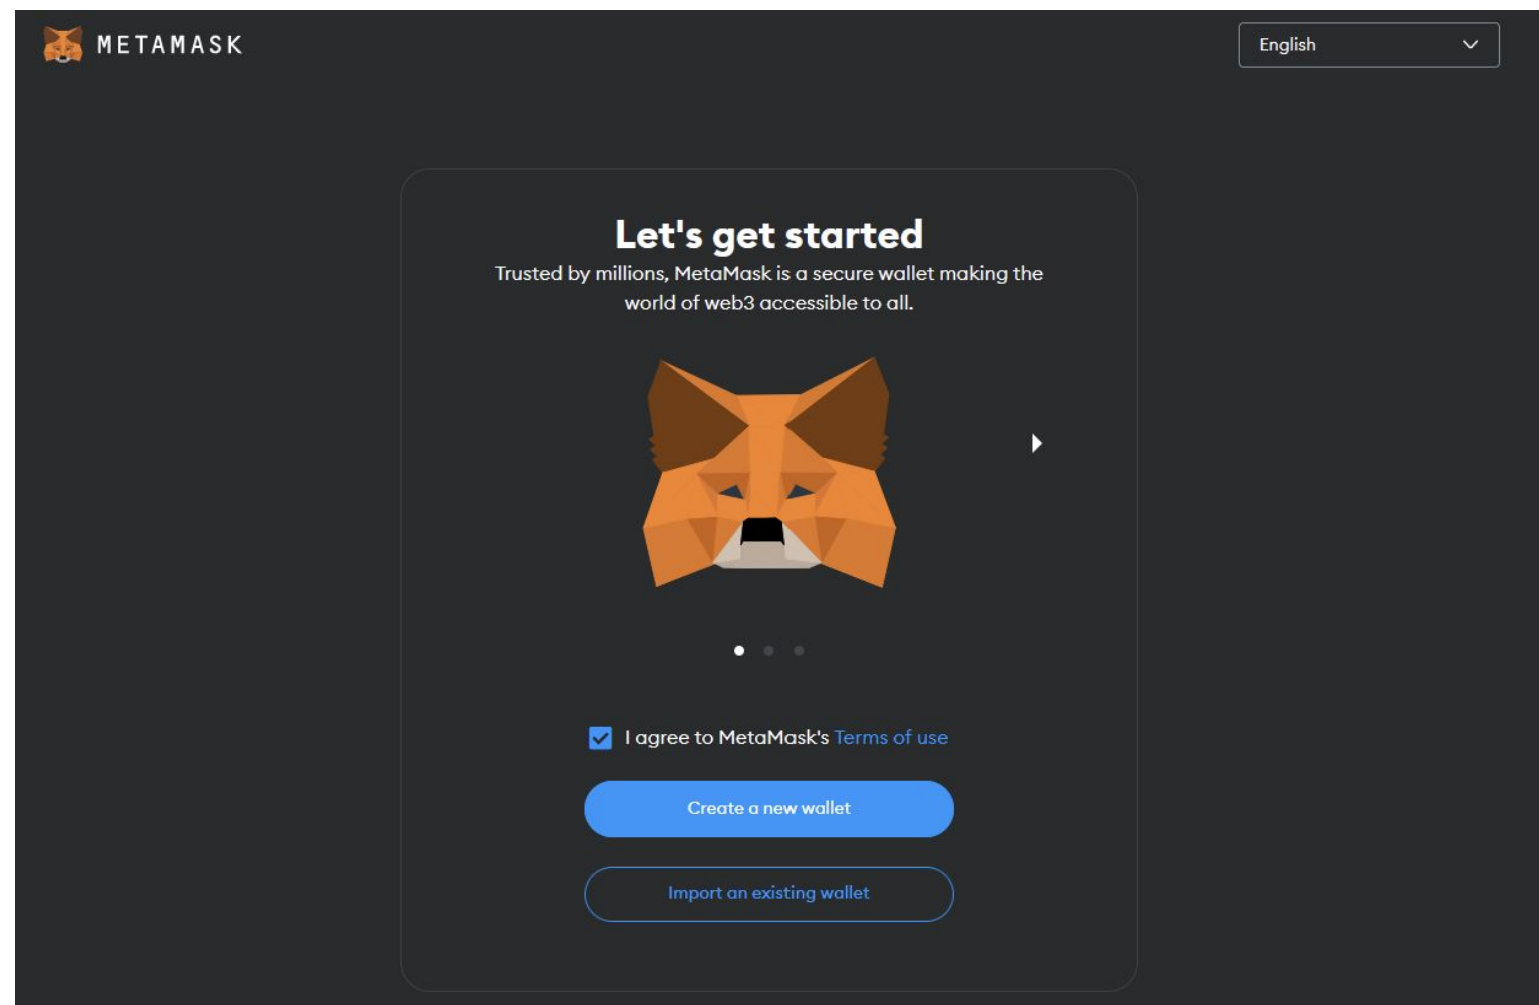 METAMASK
English
Let's get started
Trusted by millions, MetaMask is a secure wallet making the
world of web3 accessible to all.
I agree to MetaMask's Terms of use
Create a new wallet
Import an existing wallet